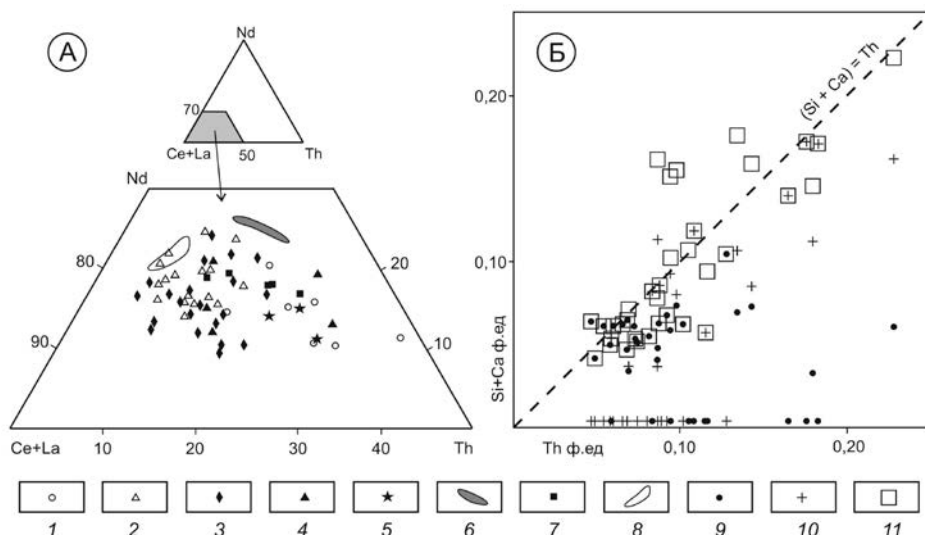 А
Nd
70
Ce+La 50 Th
Nd
80 20
90 10
Ce+La 10 20 30 40 Th
Б
(Si + Ca) = Th
0,20
0,10
Si+Ca ф.ед
Th ф.ед 0,10 0,20
1 2 3 4 5 6 7 8 9 10 11